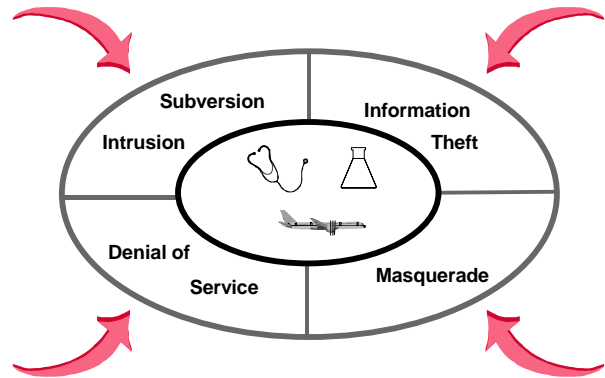 Subversion
Intrusion
Information
Theft
Denial of
Service
Masquerade